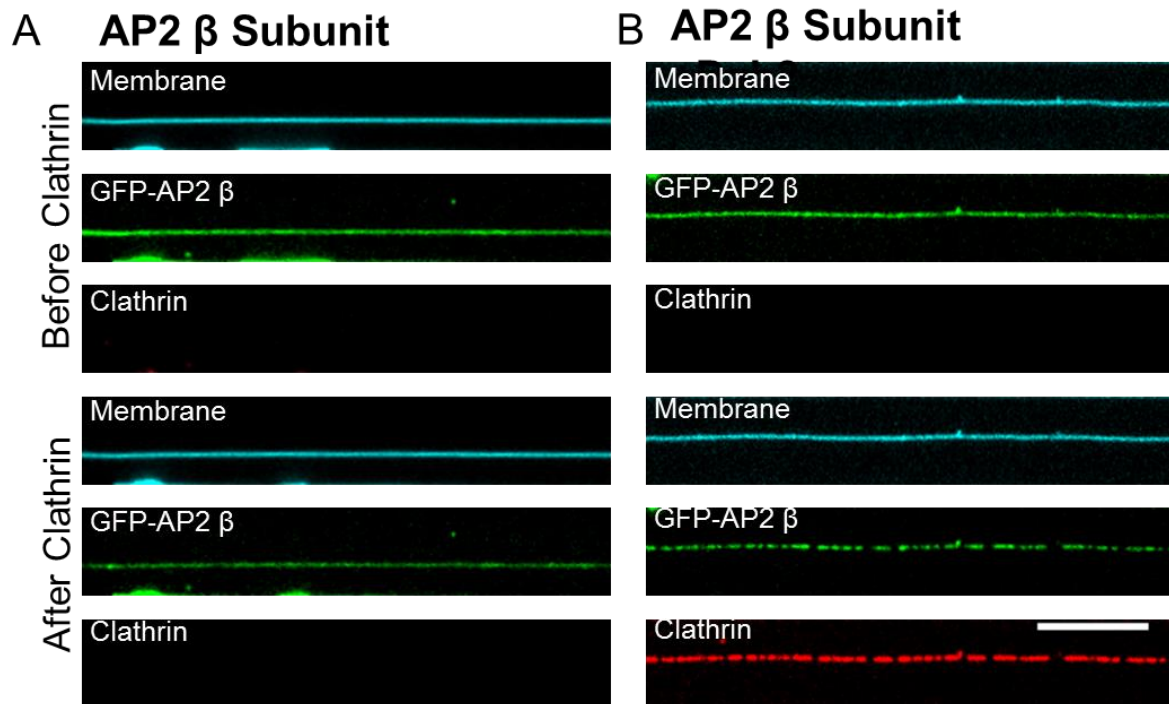 A
AP2 β Subunit
B
AP2 β Subunit
Before Clathrin
Membrane
GFP-AP2 β
Clathrin
Membrane
GFP-AP2 β
Clathrin
After Clathrin
Membrane
GFP-AP2 β
Clathrin
Membrane
GFP-AP2 β
Clathrin